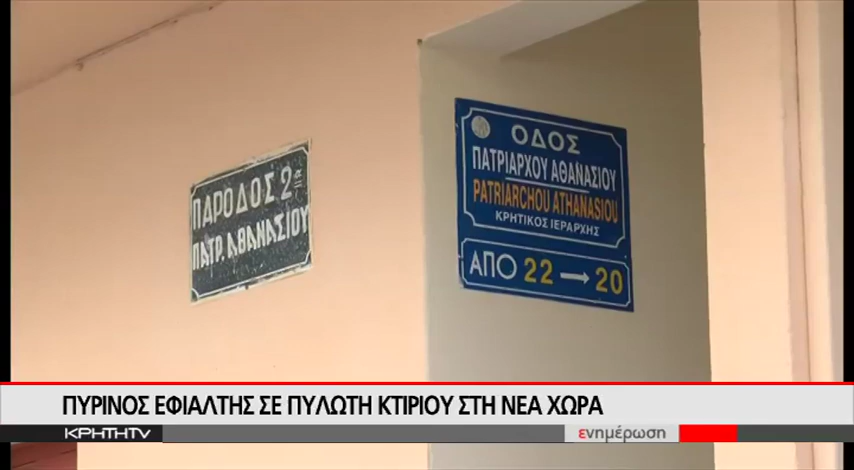 ΠΑΡΟΔΟΣ 2α
ΠΑΤΡ. ΑΘΑΝΑΣΙΟΥ
ΟΔΟΣ
ΠΑΤΡΙΑΡΧΟΥ ΑΘΑΝΑΣΙΟΥ
PATRIARCHOU ATHANASIOU
ΚΡΗΤΙΚΟΣ ΙΕΡΑΡΧΗΣ
ΑΠΟ 22 → 20
ΠΥΡΙΝΟΣ ΕΦΙΑΛΤΗΣ ΣΕ ΠΥΛΩΤΗ ΚΤΙΡΙΟΥ ΣΤΗ ΝΕΑ ΧΩΡΑ
ΚΡΗΤΗTV
ενημέρωση